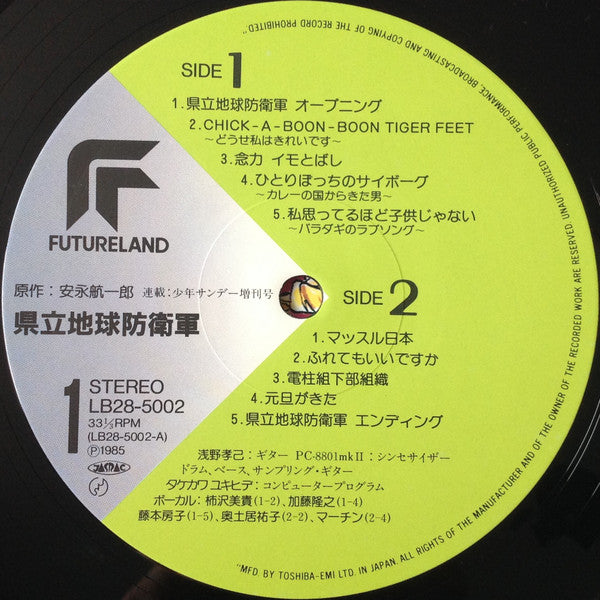 SIDE 1
1.県立地球防衛軍 オープニング
2.CHICK-A-BOON-BOON TIGER FEET
～どうせ私はきれいです～
3.念力 イモとばし
4.ひとりぼっちのサイボーグ
～カレーの国からきた男～
5.私思ってるほど子供じゃない
～バラダギのラブソング～
FUTURELAND
原作：安永航一郎 連載：少年サンデー増刊号
県立地球防衛軍
1
STEREO
LB28-5002
33⅓RPM
(LB28-5002-A)
Ⓟ1985
JASRAC
SIDE 2
1.マッスル日本
2.ふれてもいいですか
3.電柱組下部組織
4.元旦がきた
5.県立地球防衛軍 エンディング
浅野孝己：ギター PC-8801mkⅡ：シンセサイザー
ドラム、ベース、サンプリング・ギター
タケカワ ユキヒデ：コンピュータープログラム
ボーカル：柿沢美貴(1-2)、加藤隆之(1-4)
藤本房子(1-5)、奥土居祐子(2-2)、マーチン(2-4)
"MFD. BY TOSHIBA-EMI LTD. IN JAPAN. ALL RIGHTS OF THE MANUFACTURER AND OF THE OWNER OF THE RECORDED WORK ARE RESERVED. UNAUTHORIZED PUBLIC PERFORMANCE, BROADCASTING AND COPYING OF THE RECORD PROHIBITED"